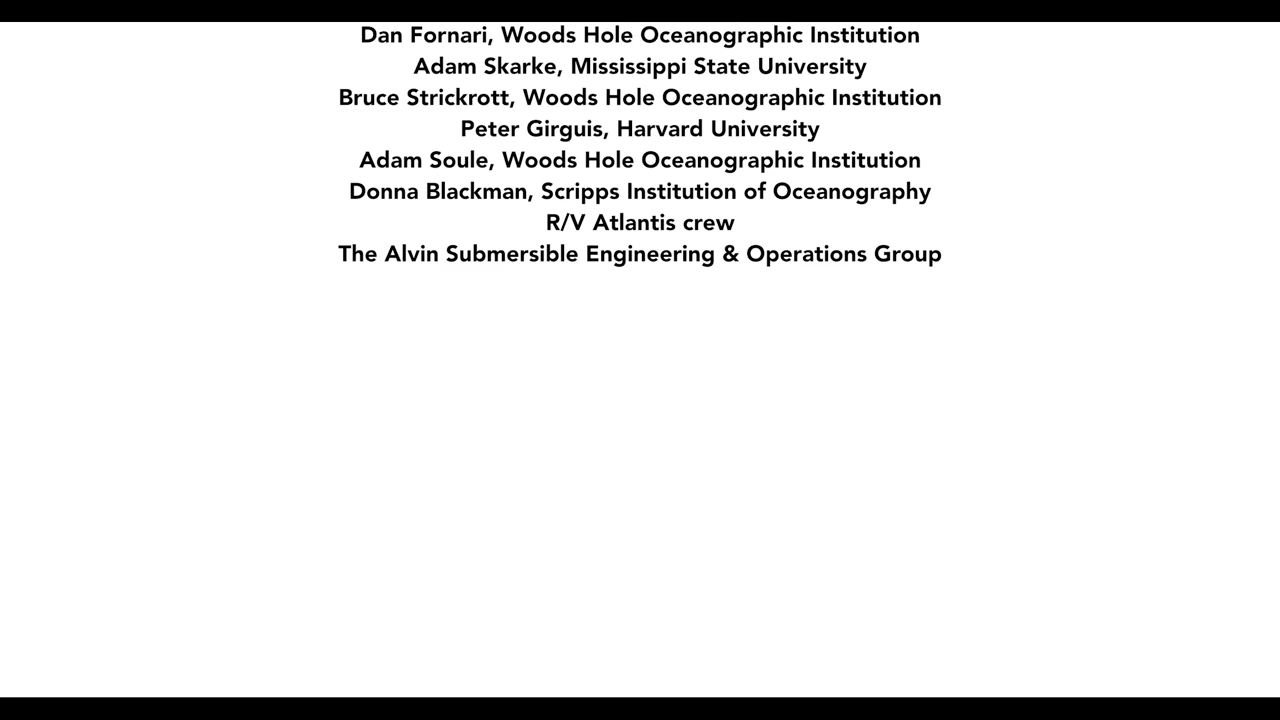 Dan Fornari, Woods Hole Oceanographic Institution
Adam Skarke, Mississippi State University
Bruce Strickrott, Woods Hole Oceanographic Institution
Peter Girguis, Harvard University
Adam Soule, Woods Hole Oceanographic Institution
Donna Blackman, Scripps Institution of Oceanography
R/V Atlantis crew
The Alvin Submersible Engineering & Operations Group